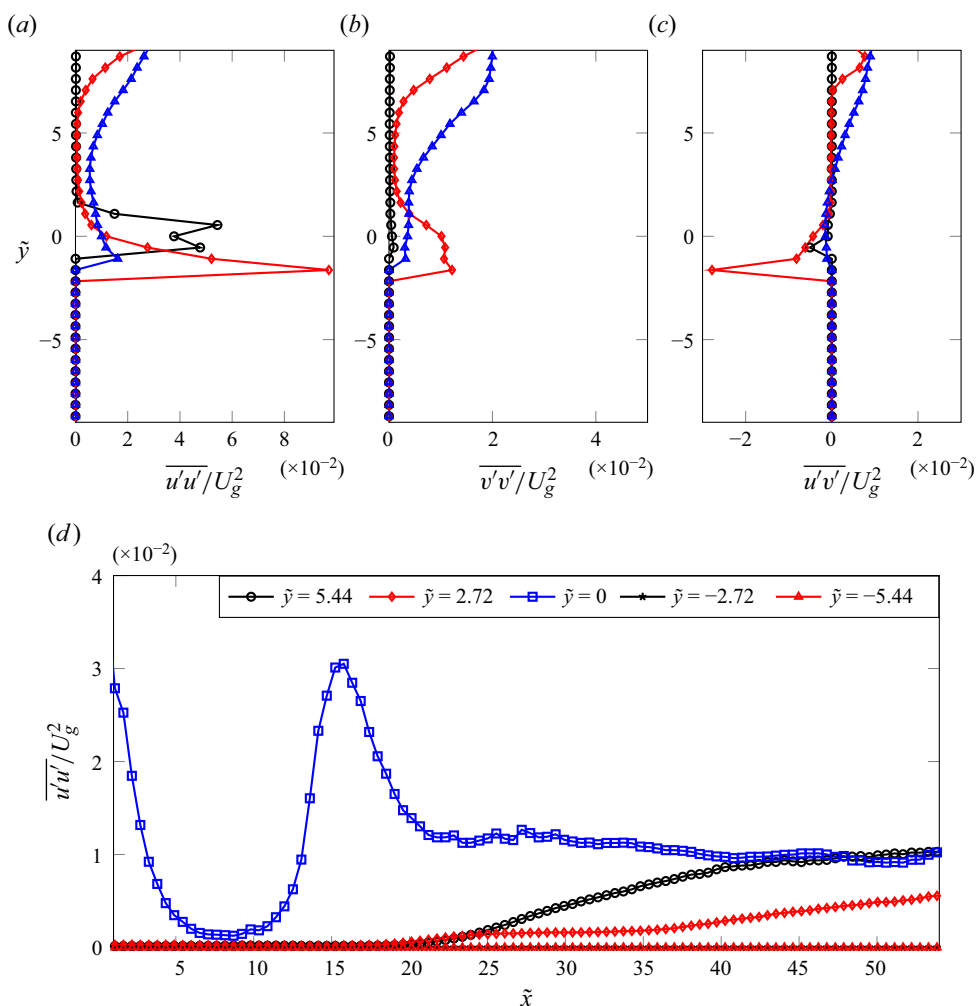 (a) (b) (c)
5 5 5
ỹ 0 0 0
−5 −5 −5
0 2 4 6 8 0 2 4 −2 0 2
u′u′/U_g^2 (×10−2) v′v′/U_g^2 (×10−2) u′v′/U_g^2 (×10−2)
(d)
(×10−2)
4
ỹ = 5.44 ỹ = 2.72 ỹ = 0 ỹ = −2.72 ỹ = −5.44
3
u′u′/U_g^2
2
1
0
5 10 15 20 25 30 35 40 45 50
x̃